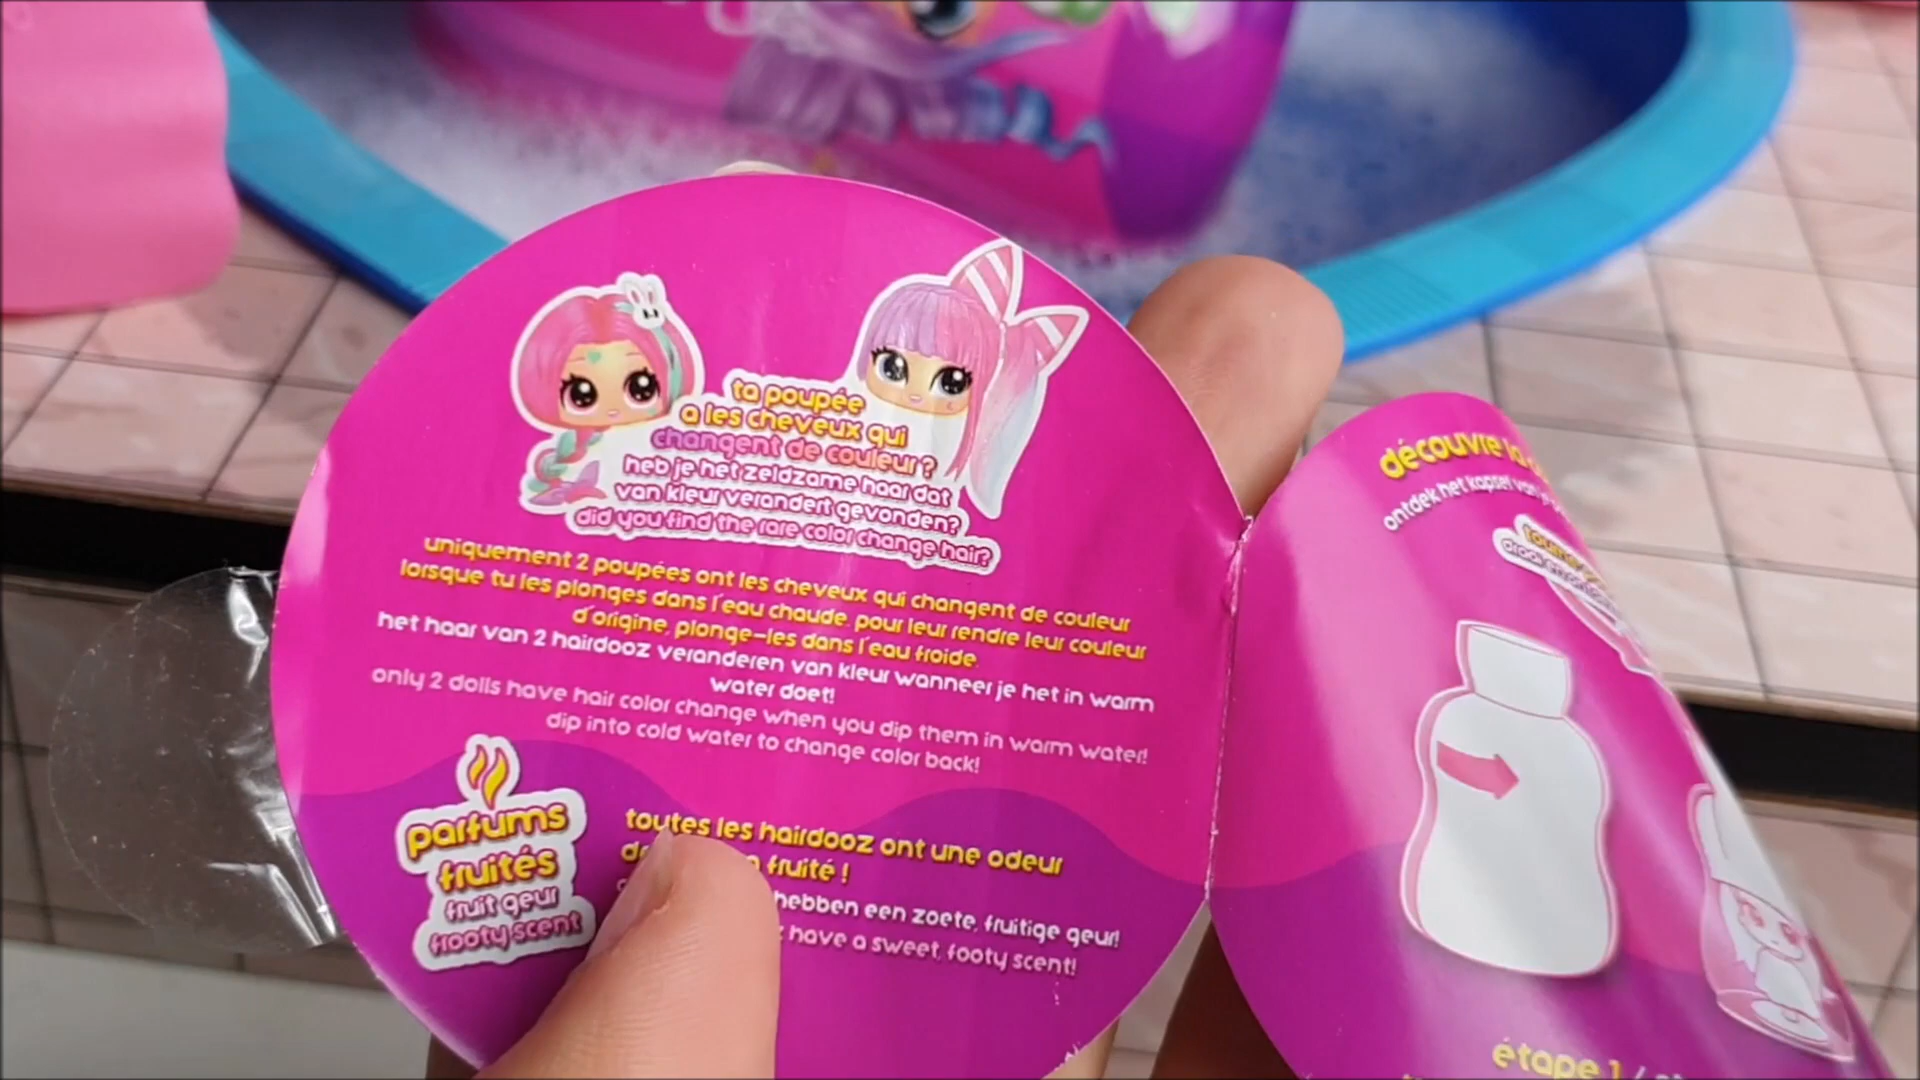 ta poupée
a les cheveux qui
changent de couleur ?
heb je het zeldzame haar dat
van kleur verandert gevonden?
did you find the rare color change hair?
uniquement 2 poupées ont les cheveux qui changent de couleur
lorsque tu les plonges dans l'eau chaude, pour leur rendre leur couleur
d'origine, plonge-les dans l'eau froide
het haar van 2 hairdooz veranderen van kleur wanneer je het in warm
water doet!
only 2 dolls have hair color change when you dip them in warm water!
dip into cold water to change color back!
parfums
fruités
fruit geur
frooty scent
toutes les hairdooz ont une odeur
fruité !
hebben een zoete, fruitige geur!
have a sweet, footy scent!
découvre la
ontdek het kapsel van
étape 1 /